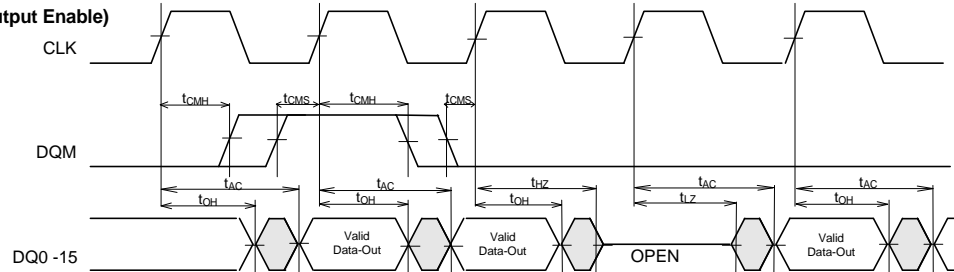 utput Enable)
CLK
tCMH tCMS tCMH tCMS
DQM
tAC tAC tHZ tAC tAC
tOH tOH tOH tLZ tOH
DQ0 -15
Valid Data-Out
Valid Data-Out
OPEN
Valid Data-Out